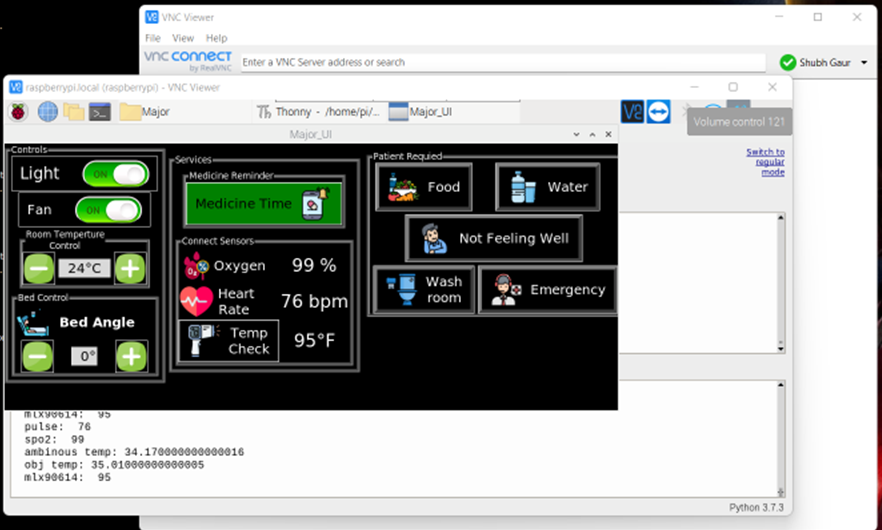 VNC Viewer
File View Help
VNC CONNECT
by RealVNC
Enter a VNC Server address or search
Shubh Gaur
raspberrypi.local (raspberrypi) - VNC Viewer
Major
Thonny - /home/pi/...
Major_UI
Volume control 121
Major_UI
Switch to
regular
mode
Controls
Light ON
Fan ON
Room Temperture
Control
24°C
Bed Control
Bed Angle
0°
Services
Medicine Reminder
Medicine Time
Connect Sensors
Oxygen 99 %
Heart
Rate
76 bpm
Temp
Check
95°F
Patient Requied
Food
Water
Not Feeling Well
Wash
room
Emergency
mlx90614: 95
pulse: 76
spo2: 99
ambinous temp: 34.170000000000016
obj temp: 35.01000000000005
mlx90614: 95
Python 3.7.3